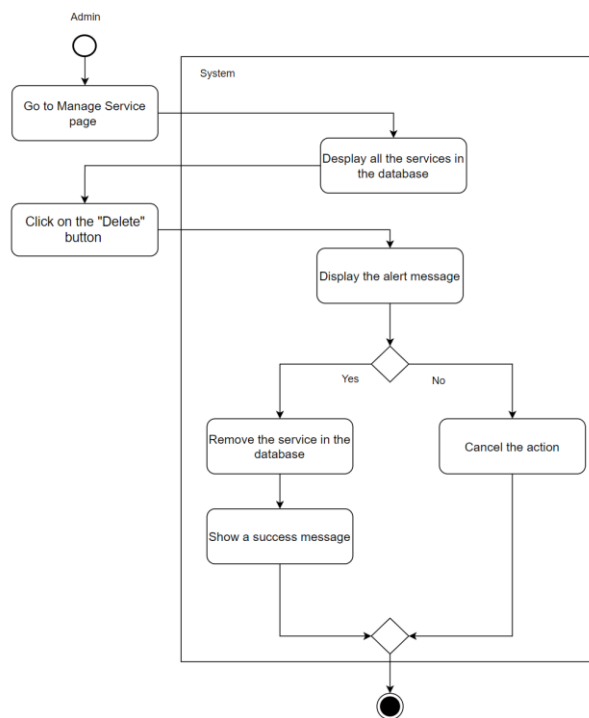 Admin
System
Go to Manage Service
page
Desplay all the services in
the database
Click on the "Delete"
button
Display the alert message
Yes
No
Remove the service in the
database
Cancel the action
Show a success message